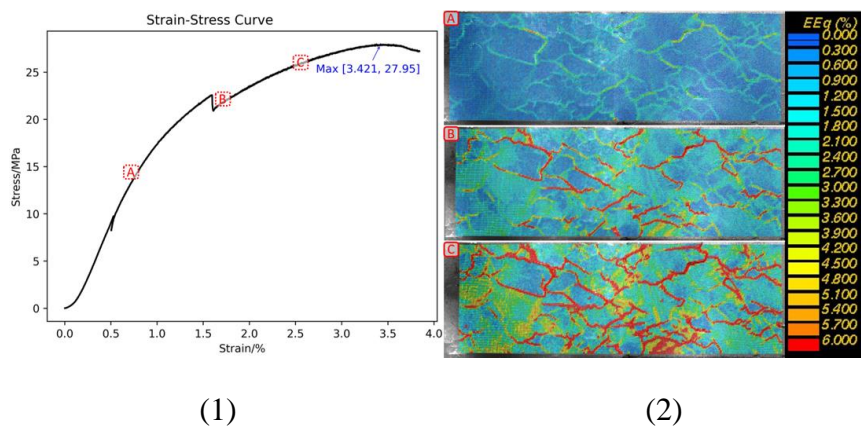 Strain-Stress Curve
Stress/MPa
25
20
15
10
5
0
0.0 0.5 1.0 1.5 2.0 2.5 3.0 3.5 4.0
Strain/%
A
B
C
Max [3.421, 27.95]
A
B
C
EEq (%)
0.000
0.300
0.600
0.900
1.200
1.500
1.800
2.100
2.400
2.700
3.000
3.300
3.600
3.900
4.200
4.500
4.800
5.100
5.400
5.700
6.000
(1)
(2)